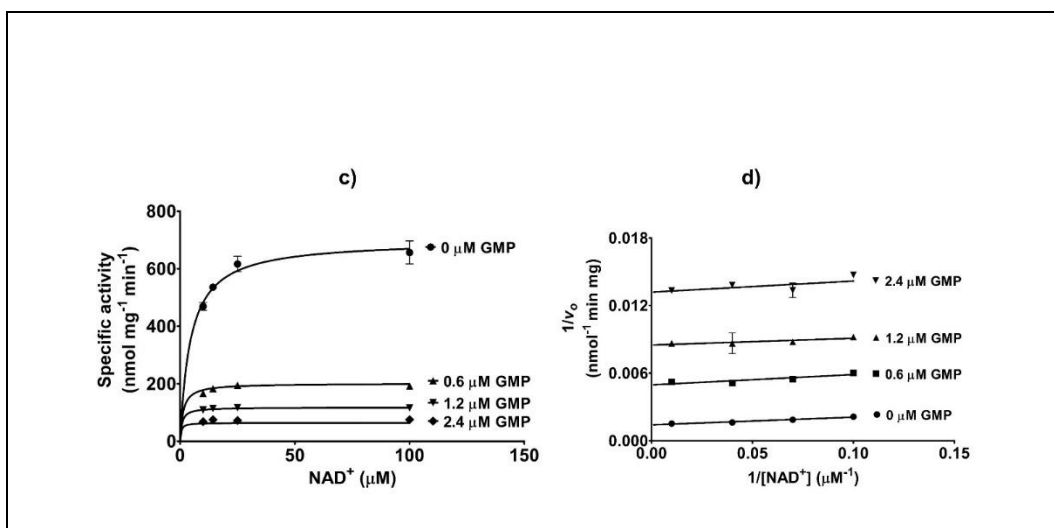 c)
800
600
400
200
0
0
50
100
150
Specific activity
(nmol mg⁻¹ min⁻¹)
NAD⁺ (μM)
0 μM GMP
0.6 μM GMP
1.2 μM GMP
2.4 μM GMP
d)
0.018
0.012
0.006
0.000
0.00
0.05
0.10
0.15
1/vₒ
(nmol⁻¹ min mg)
1/[NAD⁺] (μM⁻¹)
2.4 μM GMP
1.2 μM GMP
0.6 μM GMP
0 μM GMP